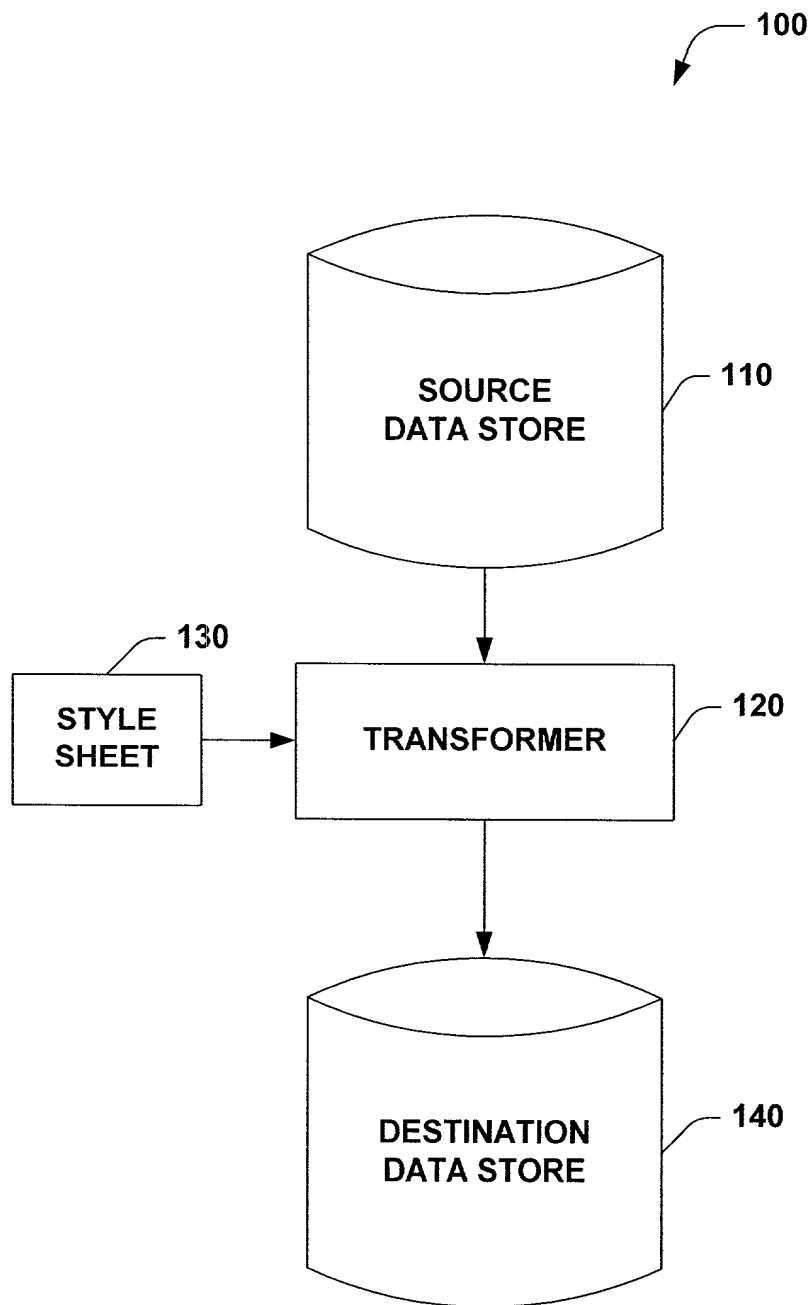 100
SOURCE
DATA STORE
110
130
STYLE
SHEET
TRANSFORMER
120
DESTINATION
DATA STORE
140